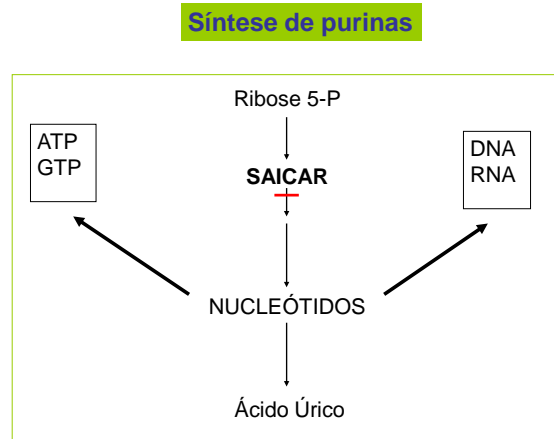 Síntese de purinas
Ribose 5-P
ATP
GTP
DNA
RNA
SAICAR
NUCLEÓTIDOS
Ácido Úrico